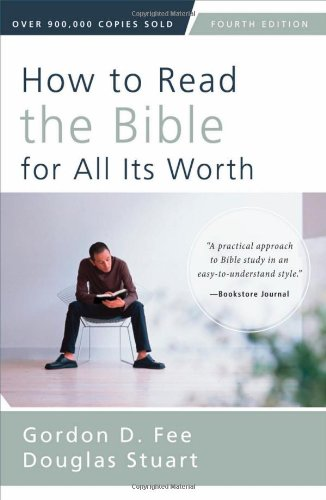 OVER 900,000 COPIES SOLD FOURTH EDITION
How to Read
the Bible
for All Its Worth
"A practical approach
to Bible study in an
easy-to-understand style."
—Bookstore Journal
Gordon D. Fee
Douglas Stuart